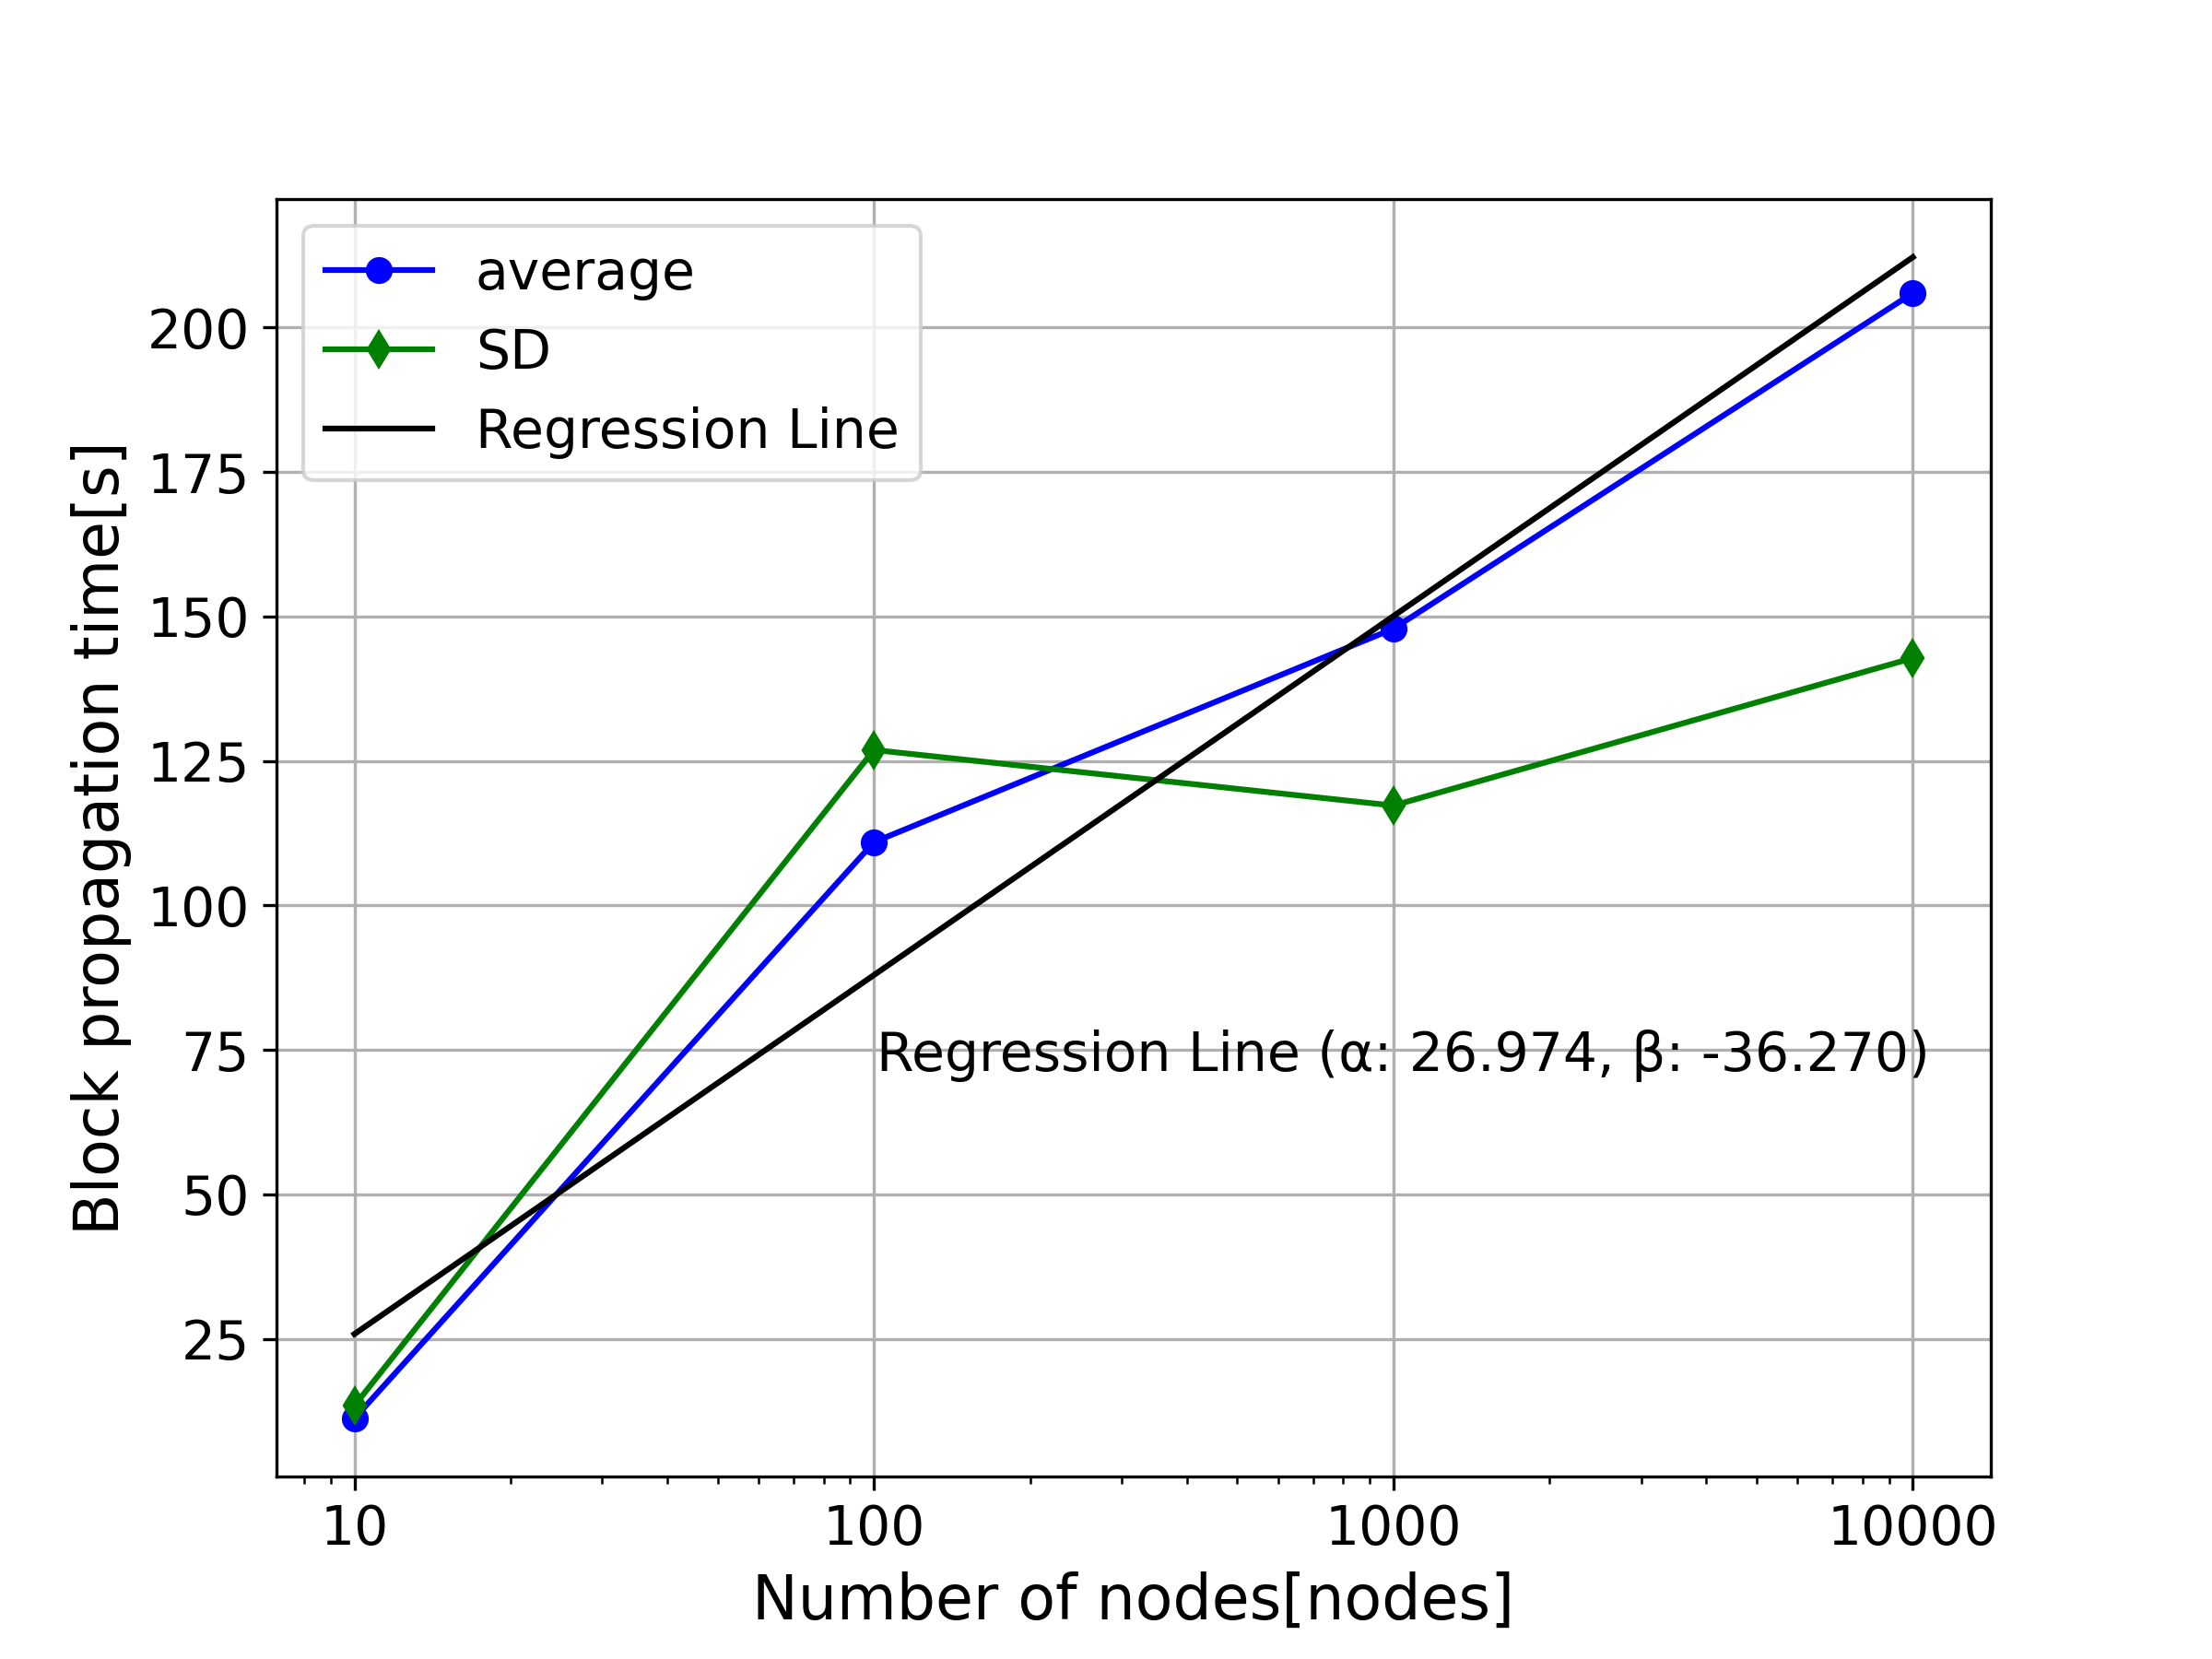 average
SD
Regression Line
200
175
150
125
100
75
50
25
Regression Line (α: 26.974, β: -36.270)
10 100 1000 10000
Number of nodes[nodes]
Block propagation time[s]